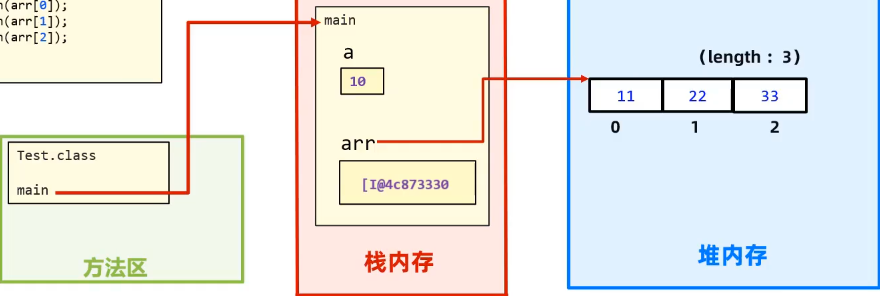 n(arr[0]);
n(arr[1]);
n(arr[2]);
Test.class
main
方法区
main
a
10
arr
[I@4c873330
栈内存
(length : 3)
11 22 33
0 1 2
堆内存